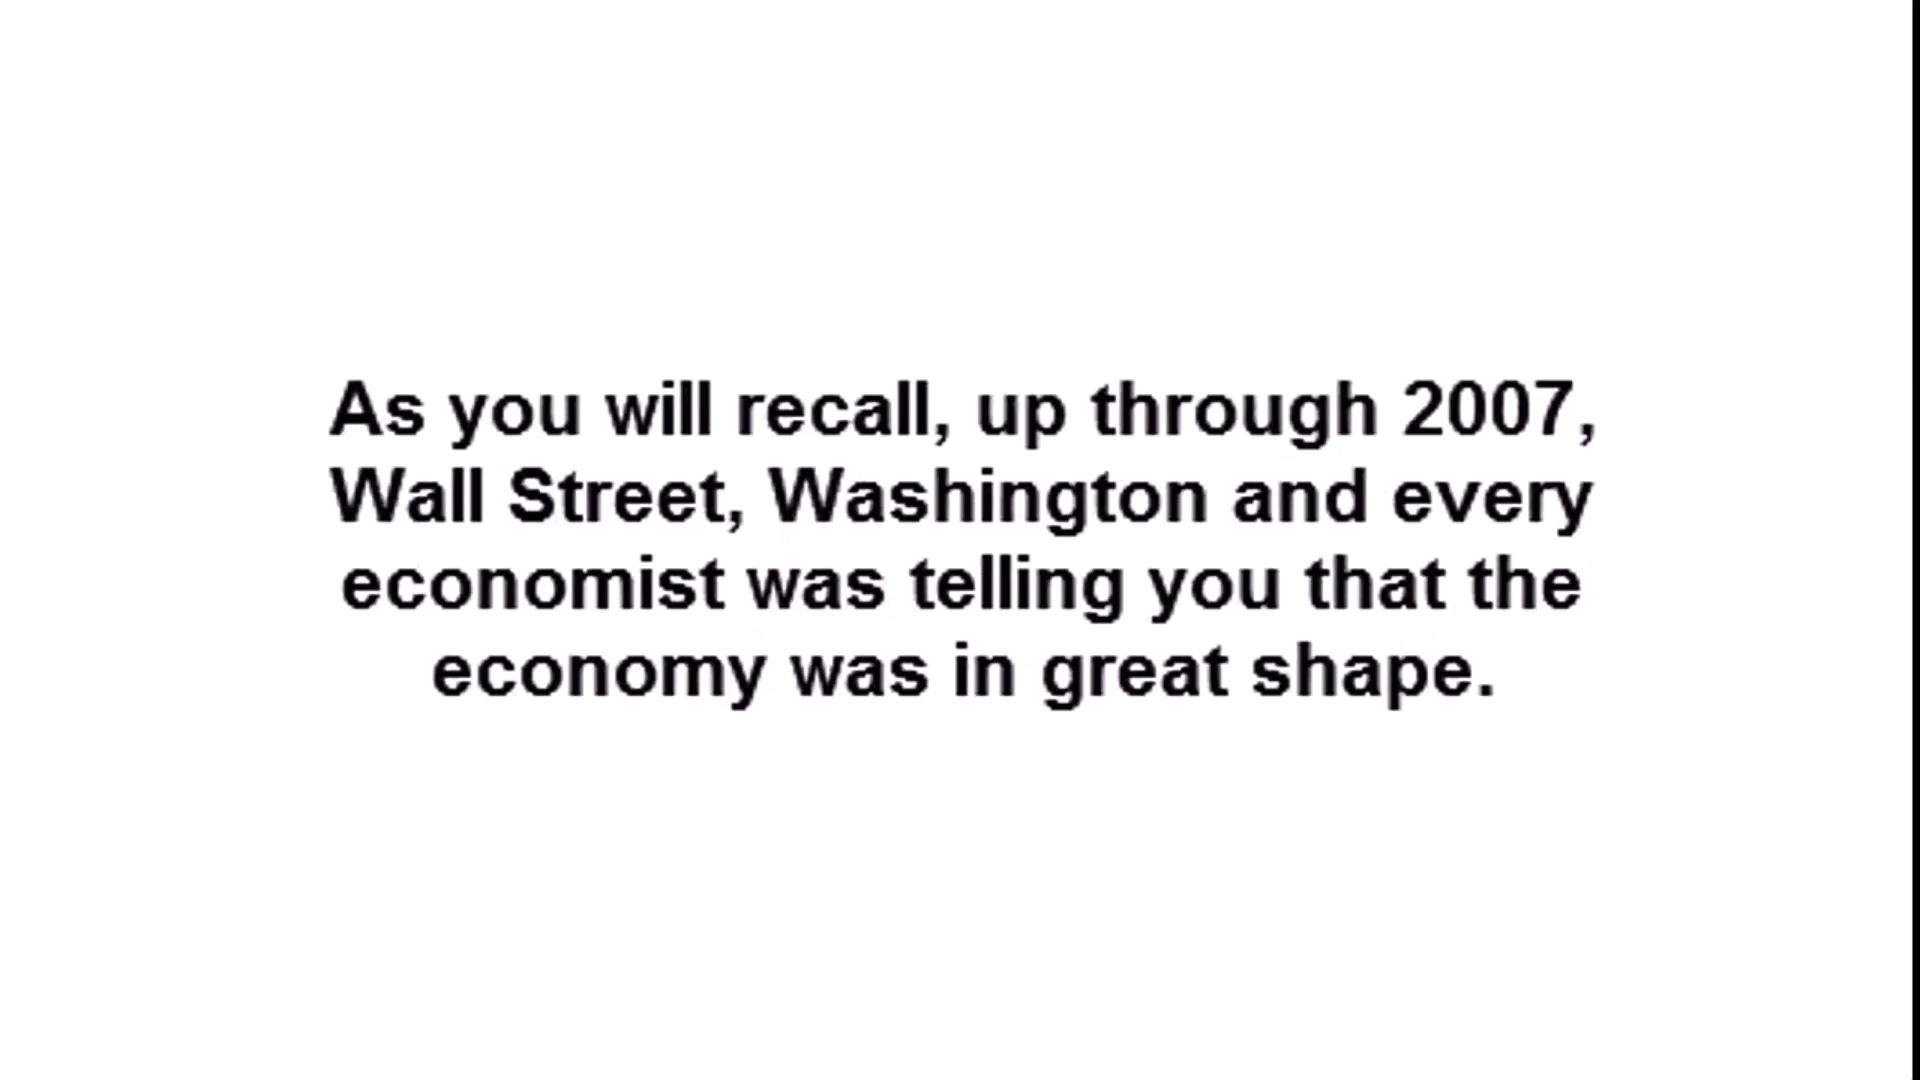 As you will recall, up through 2007,
Wall Street, Washington and every
economist was telling you that the
economy was in great shape.